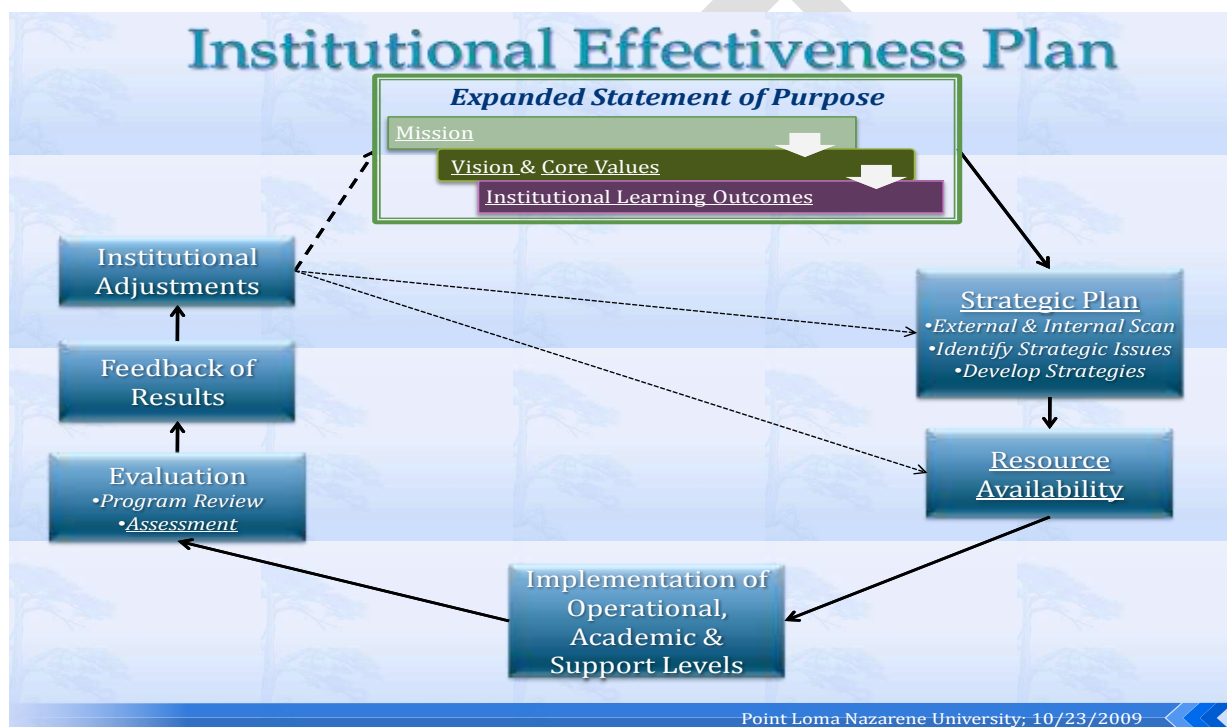 Institutional Effectiveness Plan
Expanded Statement of Purpose
Mission
Vision & Core Values
Institutional Learning Outcomes
Institutional
Adjustments
Strategic Plan
•External & Internal Scan
•Identify Strategic Issues
•Develop Strategies
Feedback of
Results
Resource
Availability
Evaluation
•Program Review
•Assessment
Implementation of
Operational,
Academic &
Support Levels
Point Loma Nazarene University; 10/23/2009